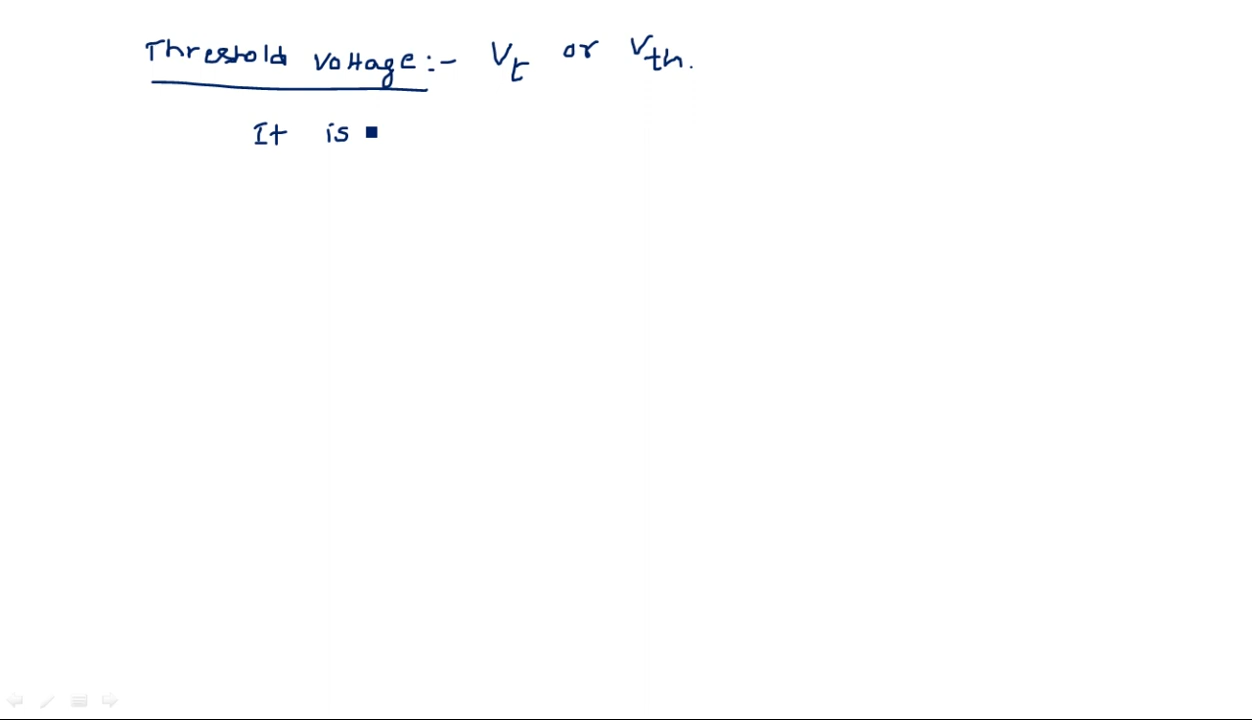 Threshold Voltage :- Vt or Vth.
It is